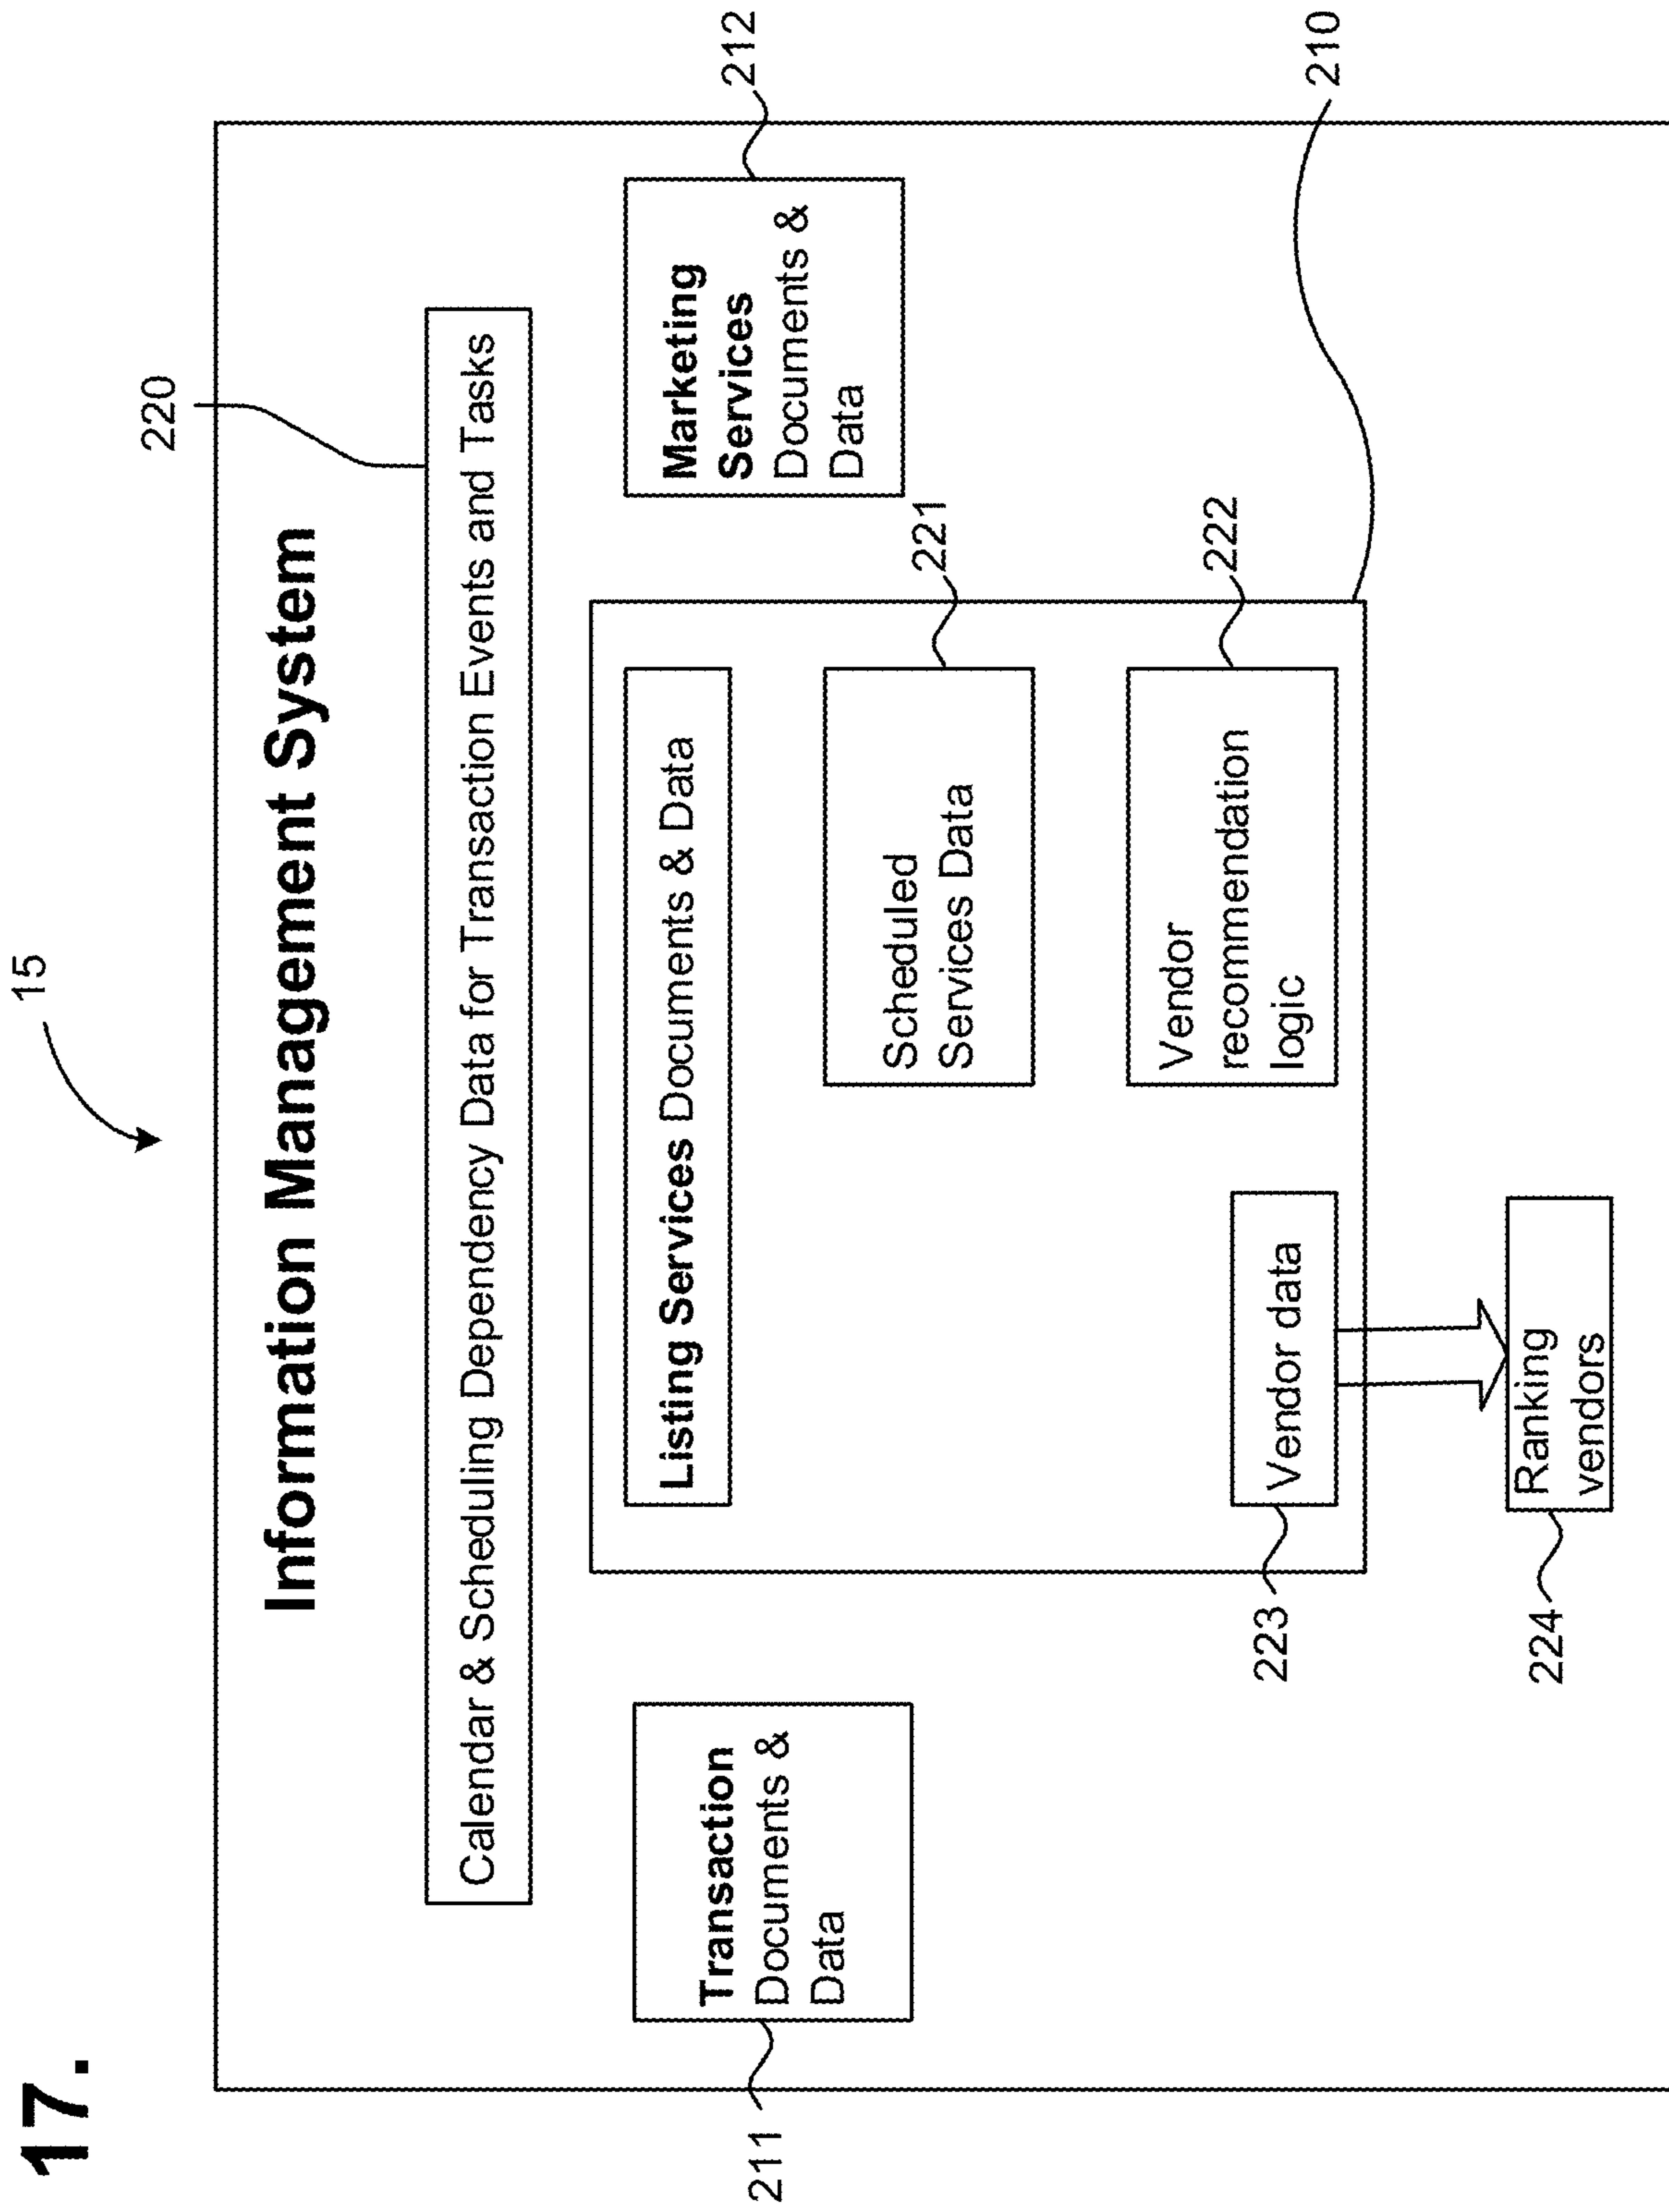 17.
15
Information Management System
220
Calendar & Scheduling Dependency Data for Transaction Events and Tasks
211
Transaction
Documents &
Data
Listing Services Documents & Data
Marketing
Services
Documents &
Data
212
Scheduled
Services Data
221
223
Vendor data
Vendor
recommendation
logic
222
210
224
Ranking
vendors